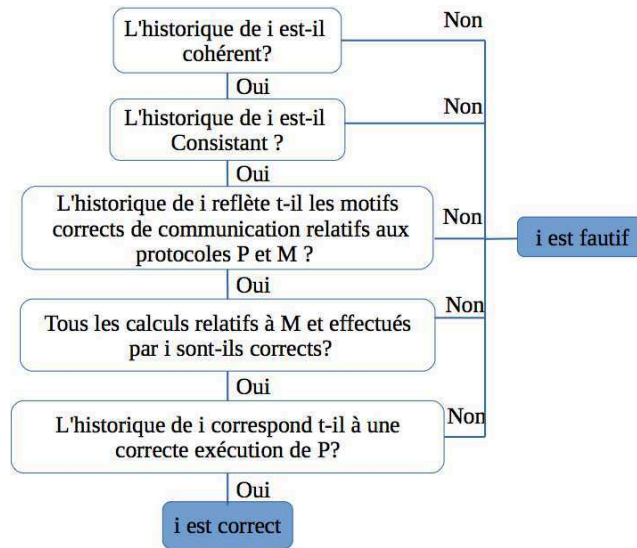 L'historique de i est-il
cohérent?
Non
Oui
L'historique de i est-il
Consistant ?
Non
Oui
L'historique de i reflète t-il les motifs
corrects de communication relatifs aux
protocoles P et M ?
Non
i est fautif
Oui
Tous les calculs relatifs à M et effectués
par i sont-ils corrects?
Non
Oui
L'historique de i correspond t-il à une
correcte exécution de P?
Non
Oui
i est correct